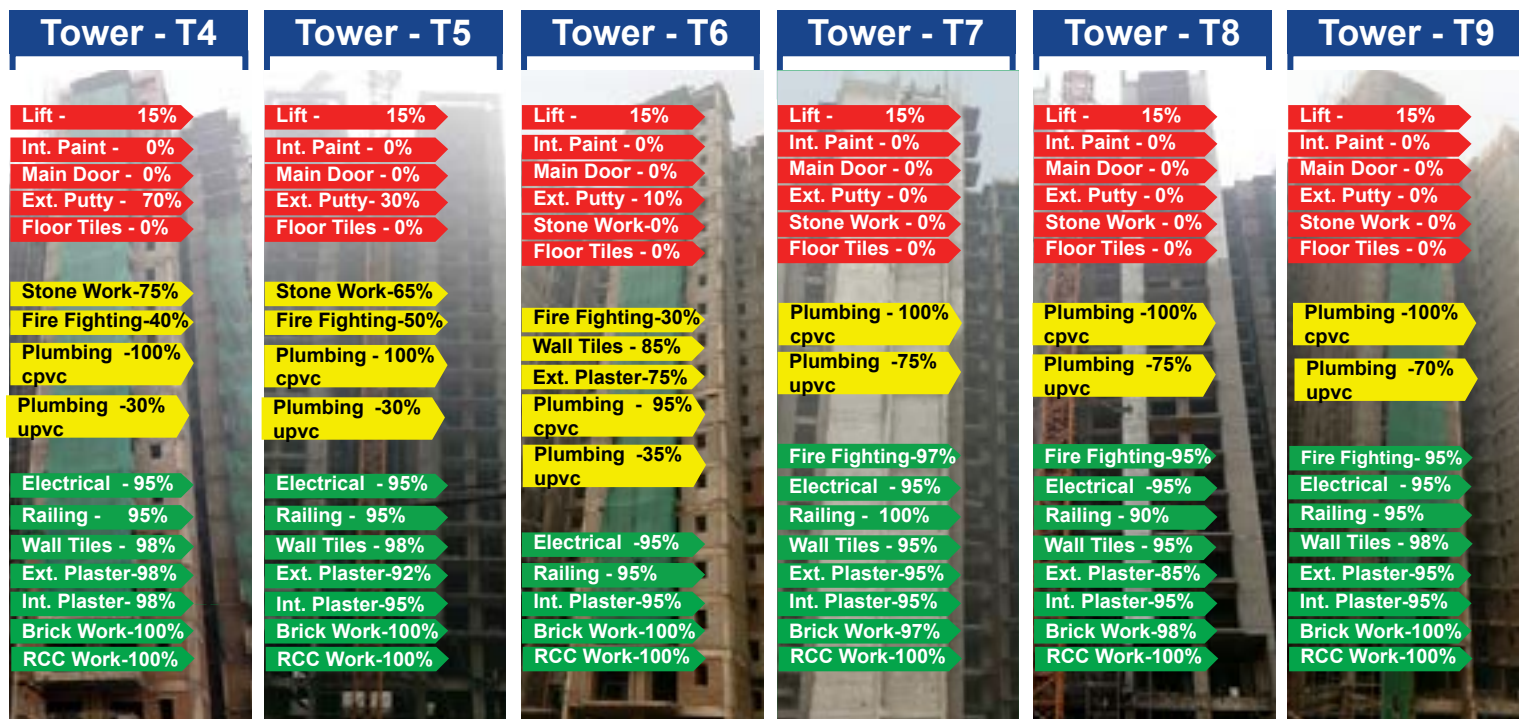 Tower - T4
Lift - 15%
Int. Paint - 0%
Main Door - 0%
Ext. Putty - 70%
Floor Tiles - 0%
Stone Work-75%
Fire Fighting-40%
Plumbing -100%
cpvc
Plumbing -30%
upvc
Electrical - 95%
Railing - 95%
Wall Tiles - 98%
Ext. Plaster-98%
Int. Plaster- 98%
Brick Work-100%
RCC Work-100%
Tower - T5
Lift - 15%
Int. Paint - 0%
Main Door - 0%
Ext. Putty- 30%
Floor Tiles - 0%
Stone Work-65%
Fire Fighting-50%
Plumbing - 100%
cpvc
Plumbing -30%
upvc
Electrical - 95%
Railing - 95%
Wall Tiles - 98%
Ext. Plaster-92%
Int. Plaster-95%
Brick Work-100%
RCC Work-100%
Tower - T6
Lift - 15%
Int. Paint - 0%
Main Door - 0%
Ext. Putty - 10%
Stone Work-0%
Floor Tiles - 0%
Fire Fighting-30%
Wall Tiles - 85%
Ext. Plaster-75%
Plumbing - 95%
cpvc
Plumbing -35%
upvc
Electrical -95%
Railing - 95%
Int. Plaster-95%
Brick Work-100%
RCC Work-100%
Tower - T7
Lift - 15%
Int. Paint - 0%
Main Door - 0%
Ext. Putty - 0%
Stone Work - 0%
Floor Tiles - 0%
Plumbing - 100%
cpvc
Plumbing -75%
upvc
Fire Fighting-97%
Electrical - 95%
Railing - 100%
Wall Tiles - 95%
Ext. Plaster-95%
Int. Plaster-95%
Brick Work-97%
RCC Work-100%
Tower - T8
Lift - 15%
Int. Paint - 0%
Main Door - 0%
Ext. Putty - 0%
Stone Work - 0%
Floor Tiles - 0%
Plumbing -100%
cpvc
Plumbing -75%
upvc
Fire Fighting-95%
Electrical -95%
Railing - 90%
Wall Tiles - 95%
Ext. Plaster-85%
Int. Plaster-95%
Brick Work-98%
RCC Work-100%
Tower - T9
Lift - 15%
Int. Paint - 0%
Main Door - 0%
Ext. Putty - 0%
Stone Work - 0%
Floor Tiles - 0%
Plumbing -100%
cpvc
Plumbing -70%
upvc
Fire Fighting- 95%
Electrical - 95%
Railing - 95%
Wall Tiles - 98%
Ext. Plaster-95%
Int. Plaster-95%
Brick Work-100%
RCC Work-100%